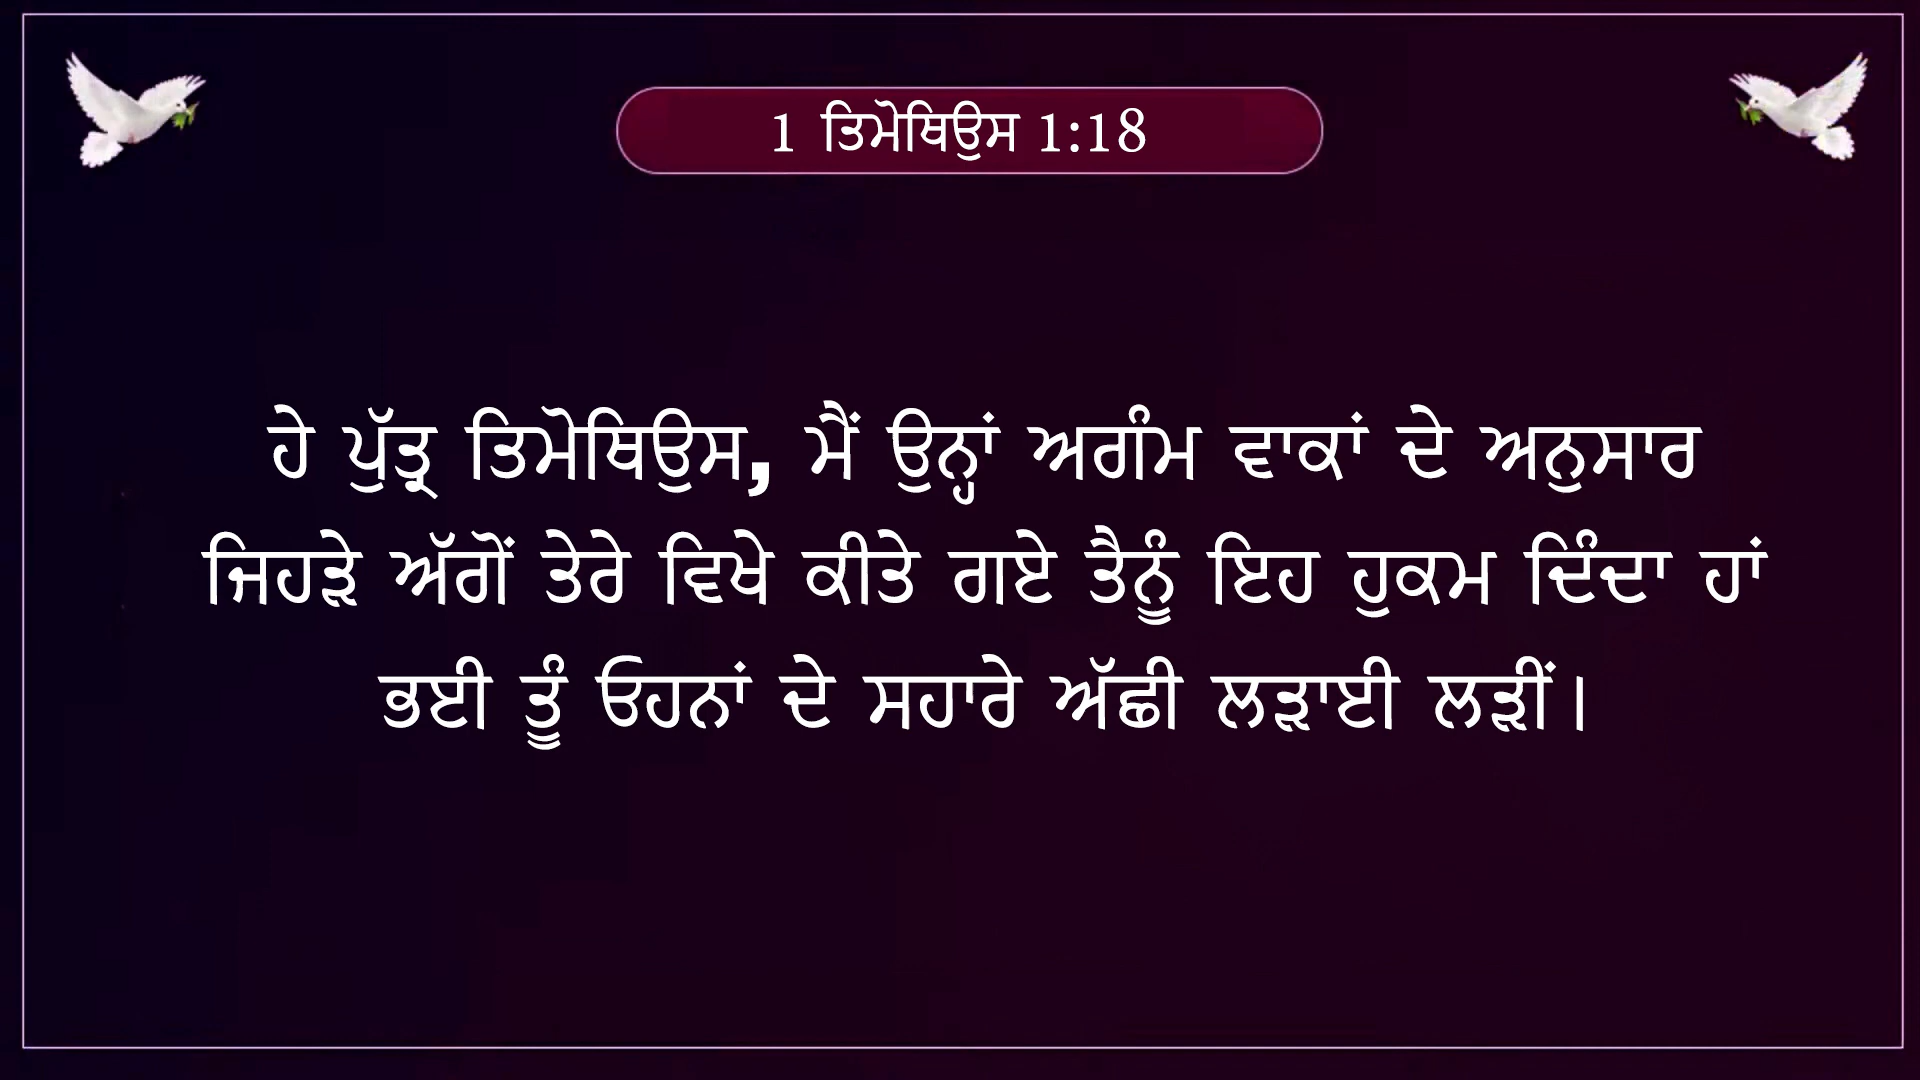 1 ਤਿਮੋਥਿਉਸ 1:18
ਹੇ ਪੁੱਤ੍ਰ ਤਿਮੋਥਿਉਸ, ਮੈਂ ਉਨ੍ਹਾਂ ਅਗੰਮ ਵਾਕਾਂ ਦੇ ਅਨੁਸਾਰ
ਜਿਹੜੇ ਅੱਗੋਂ ਤੇਰੇ ਵਿਖੇ ਕੀਤੇ ਗਏ ਤੈਨੂੰ ਇਹ ਹੁਕਮ ਦਿੰਦਾ ਹਾਂ
ਭਈ ਤੂੰ ਓਹਨਾਂ ਦੇ ਸਹਾਰੇ ਅੱਛੀ ਲੜਾਈ ਲੜੀਂ।